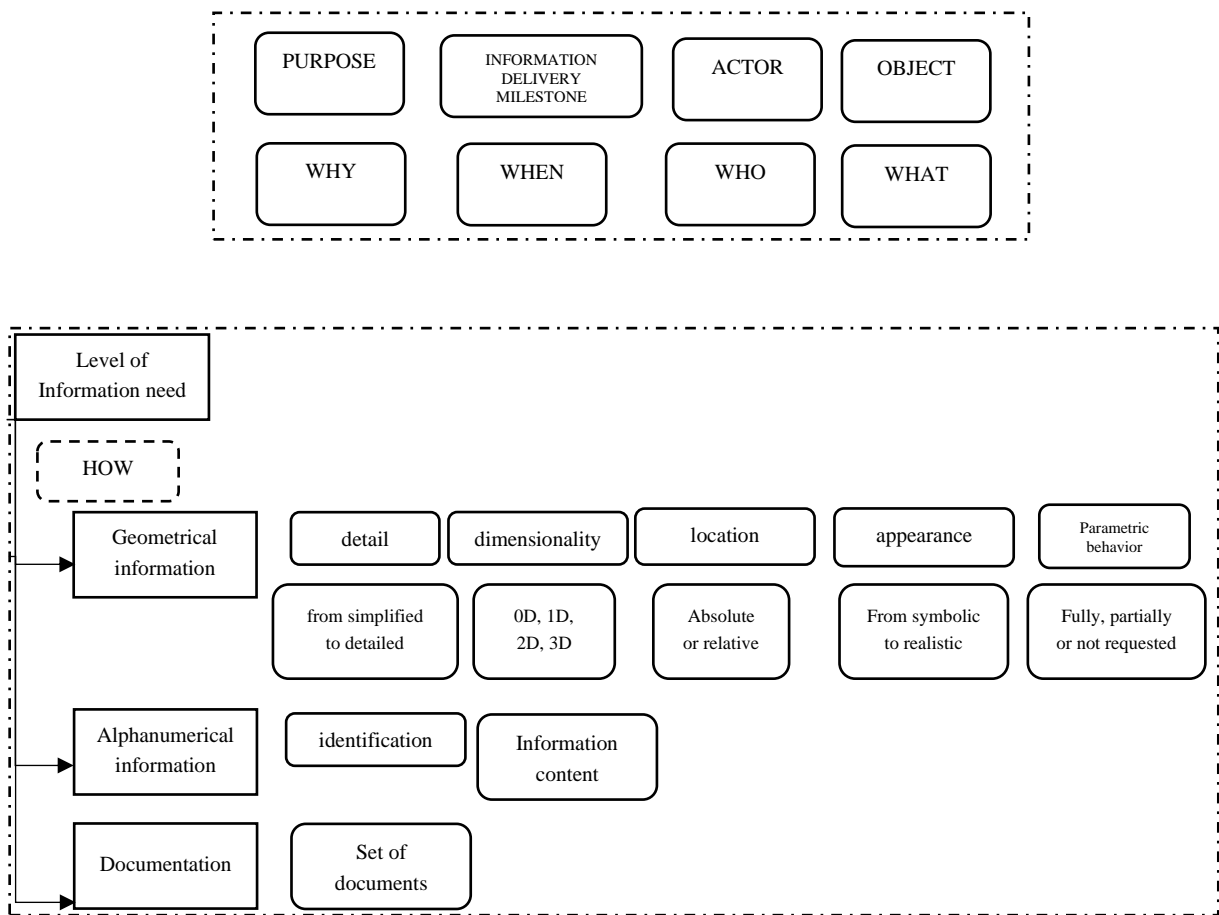 PURPOSE
INFORMATION
DELIVERY
MILESTONE
ACTOR
OBJECT
WHY
WHEN
WHO
WHAT
Level of
Information need
HOW
Geometrical
information
detail
dimensionality
location
appearance
Parametric
behavior
from simplified
to detailed
0D, 1D,
2D, 3D
Absolute
or relative
From symbolic
to realistic
Fully, partially
or not requested
Alphanumerical
information
identification
Information
content
Documentation
Set of
documents